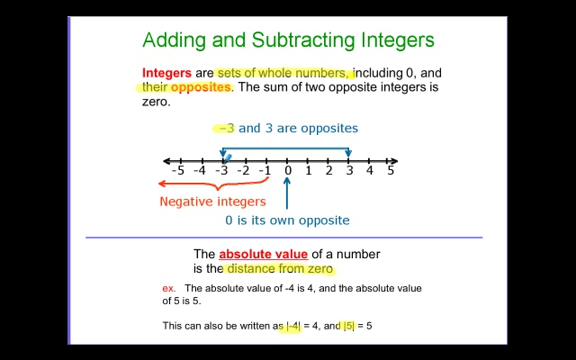 Adding and Subtracting Integers
Integers are sets of whole numbers, including 0, and
their opposites. The sum of two opposite integers is
zero.
−3 and 3 are opposites
-5 -4 -3 -2 -1 0 1 2 3 4 5
Negative integers
0 is its own opposite
The absolute value of a number
is the distance from zero
ex. The absolute value of -4 is 4, and the absolute value
of 5 is 5.
This can also be written as |-4| = 4, and |5| = 5